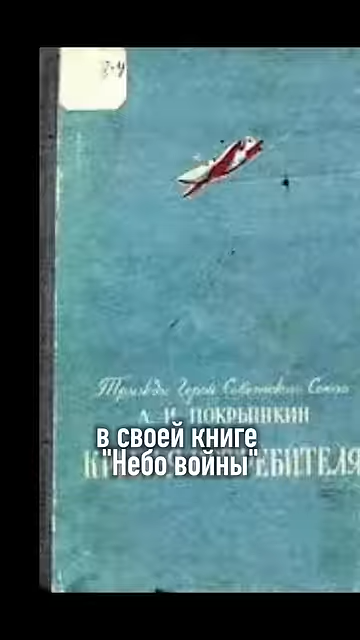 Трижды Герой Советского Союза
А. И. ПОКРЫШКИН
в своей книге
"Небо войны"